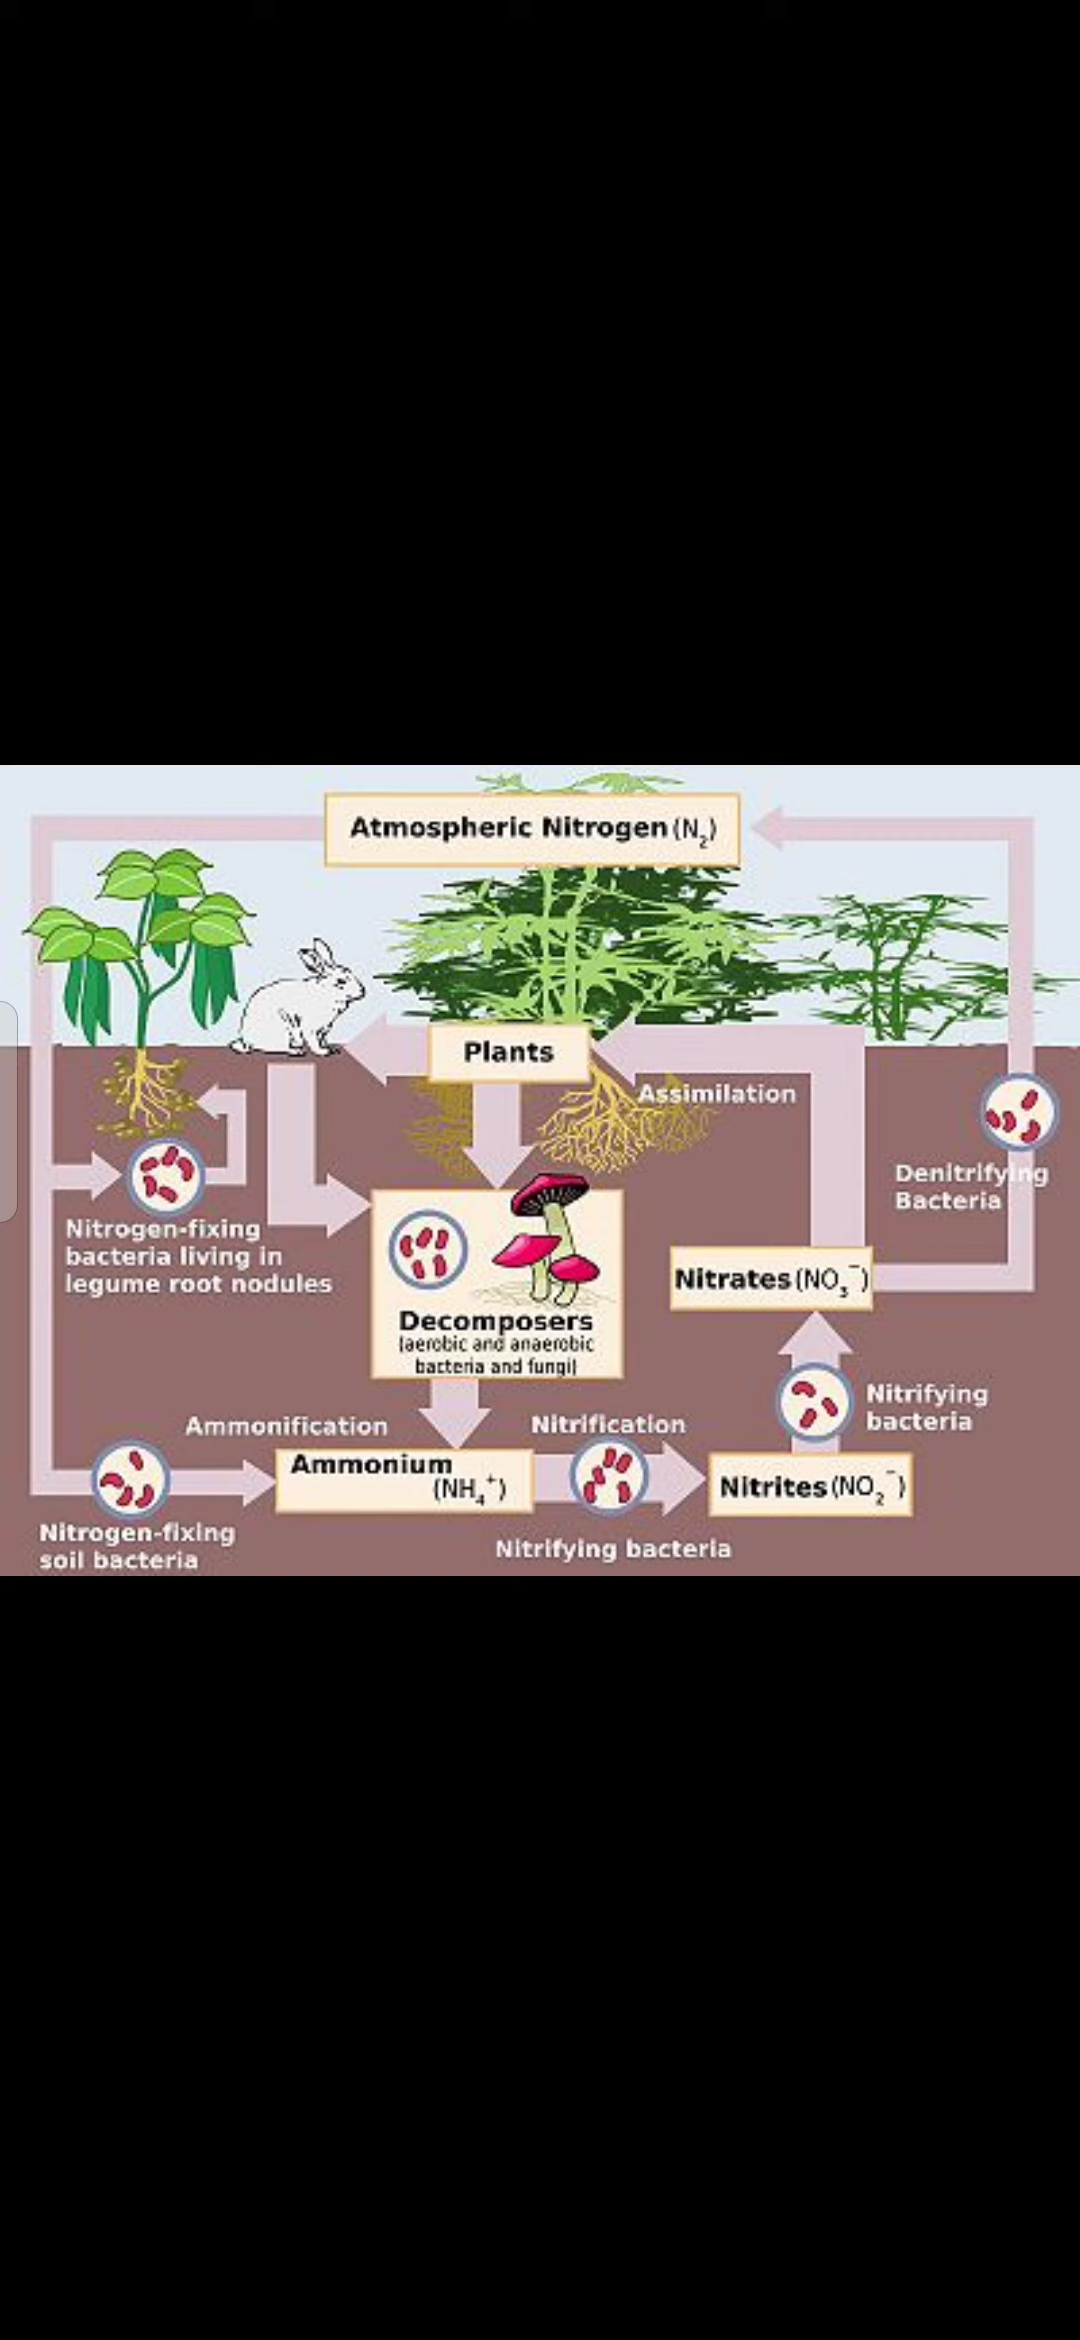 Atmospheric Nitrogen (N₂)
Plants
Assimilation
Denitrifying
Bacteria
Nitrogen-fixing
bacteria living in
legume root nodules
Nitrates (NO₃⁻)
Decomposers
(aerobic and anaerobic
bacteria and fungi)
Nitrifying
bacteria
Ammonification
Nitrification
Ammonium
(NH₄⁺)
Nitrites (NO₂⁻)
Nitrogen-fixing
soil bacteria
Nitrifying bacteria